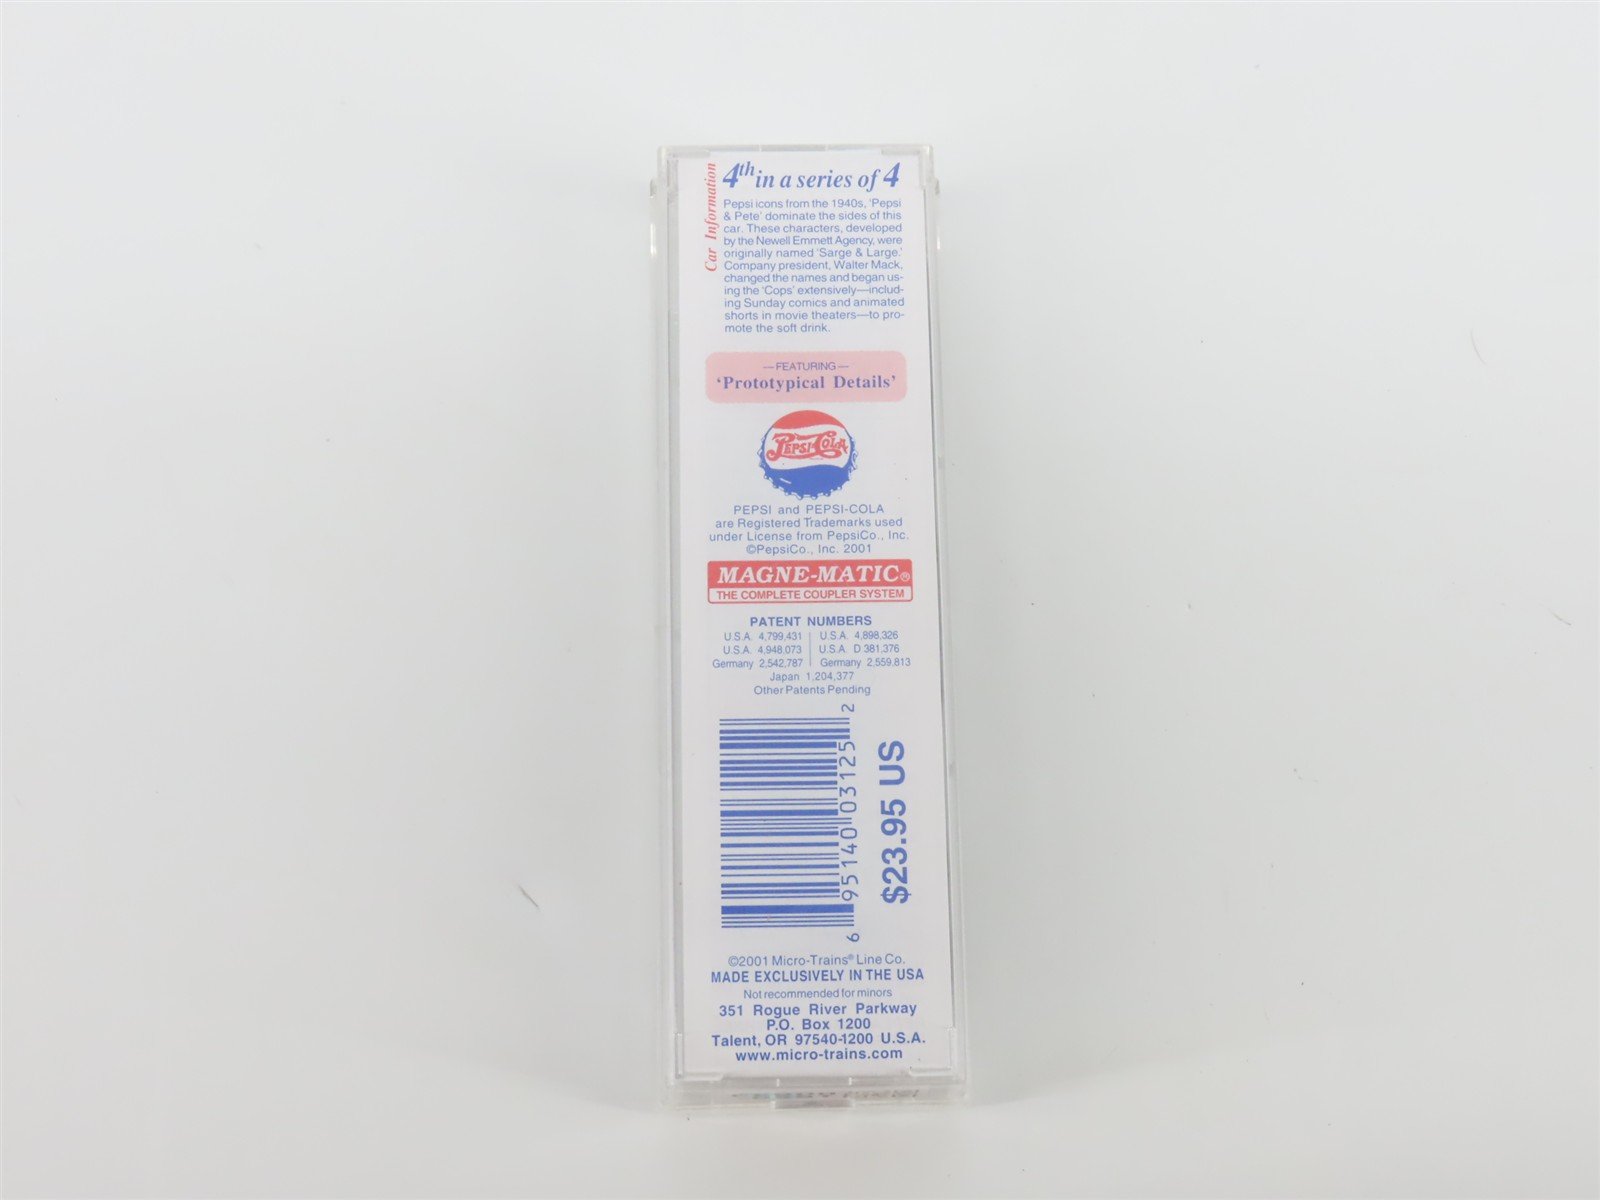 Car Information
4th in a series of 4
Pepsi icons from the 1940s, 'Pepsi
& Pete' dominate the sides of this
car. These characters, developed
by the Newell Emmett Agency, were
originally named 'Sarge & Large.'
Company president, Walter Mack,
changed the names and began us-
ing the 'Cops' extensively—includ-
ing Sunday comics and animated
shorts in movie theaters—to pro-
mote the soft drink.
—FEATURING—
'Prototypical Details'
PEPSI-COLA
PEPSI and PEPSI-COLA
are Registered Trademarks used
under License from PepsiCo., Inc.
©PepsiCo., Inc. 2001
MAGNE-MATIC®
THE COMPLETE COUPLER SYSTEM
PATENT NUMBERS
U.S.A. 4,799,431 U.S.A. 4,898,326
U.S.A. 4,948,073 U.S.A. D 381,376
Germany 2,542,787 Germany 2,559,813
Japan 1,204,377
Other Patents Pending
6 95140 03125 2
$23.95 US
©2001 Micro-Trains® Line Co.
MADE EXCLUSIVELY IN THE USA
Not recommended for minors
351 Rogue River Parkway
P.O. Box 1200
Talent, OR 97540-1200 U.S.A.
www.micro-trains.com